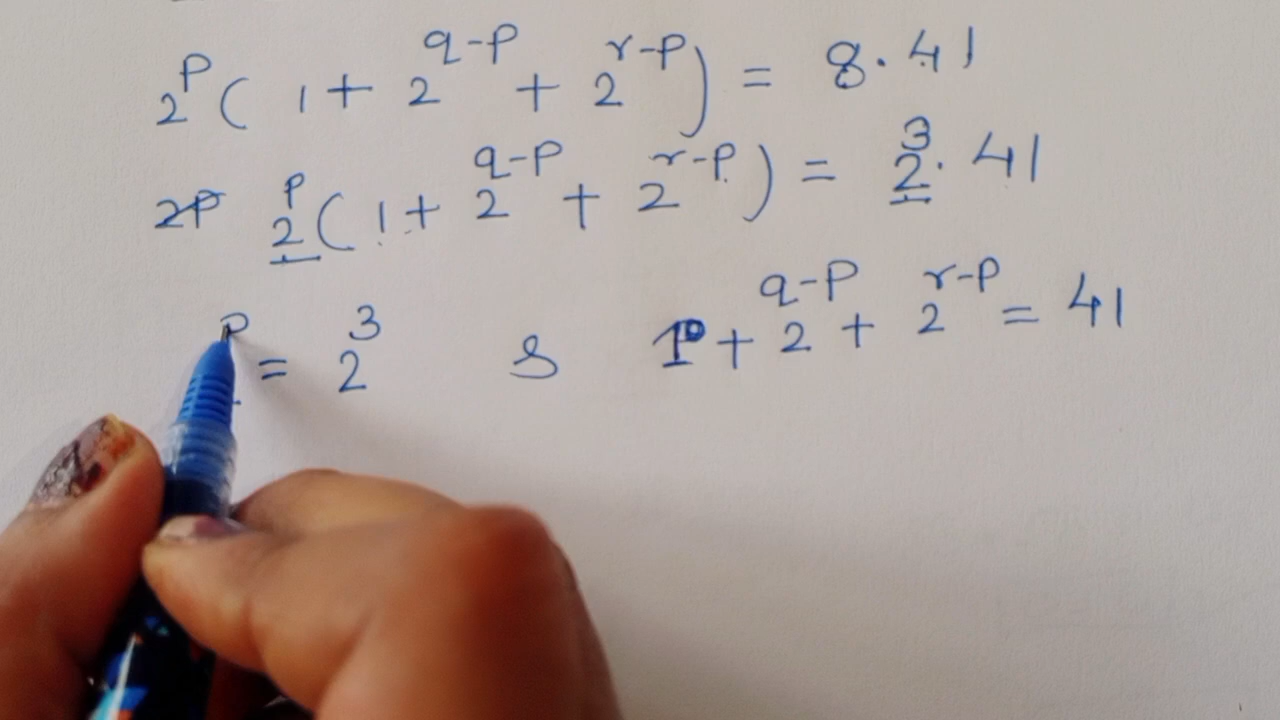 2^p ( 1 + 2^{q-p} + 2^{r-p} ) = 8.41
2p 2^p ( 1 + 2^{q-p} + 2^{r-p} ) = 2^3 . 41
^p = 2^3 & 1 + 2^{q-p} + 2^{r-p} = 41